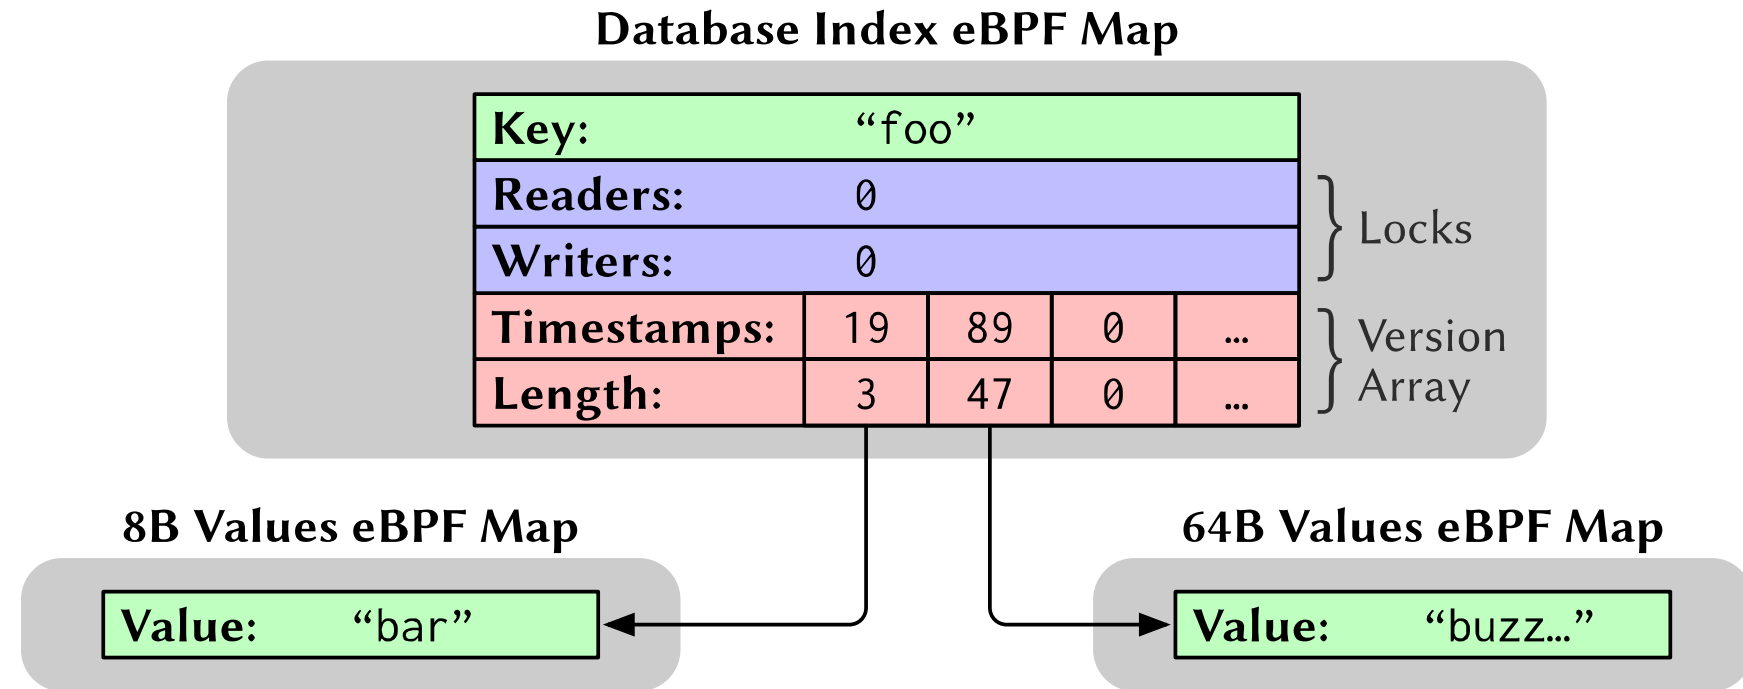 Database Index eBPF Map
Key: “foo”
Readers: 0
Writers: 0
Locks
Timestamps: 19 89 0 …
Length: 3 47 0 …
Version
Array
8B Values eBPF Map
Value: “bar”
64B Values eBPF Map
Value: “buzz…”